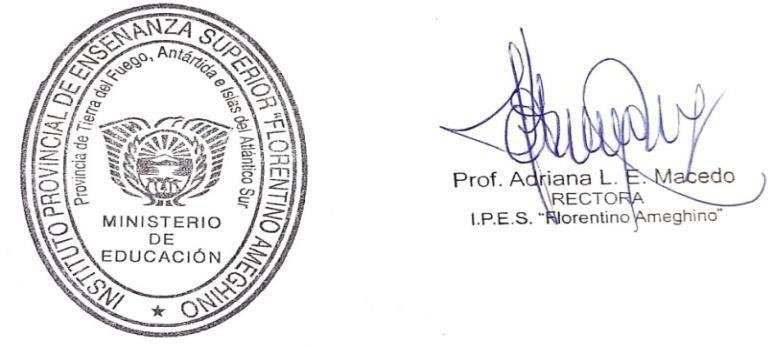 INSTITUTO PROVINCIAL DE ENSEÑANZA SUPERIOR "FLORENTINO AMEGHINO
Provincia de Tierra del Fuego, Antártida e Islas del Atlántico Sur
MINISTERIO
DE
EDUCACIÓN
Prof. Adriana L. E. Macedo
RECTORA
I.P.E.S. "Florentino Ameghino"